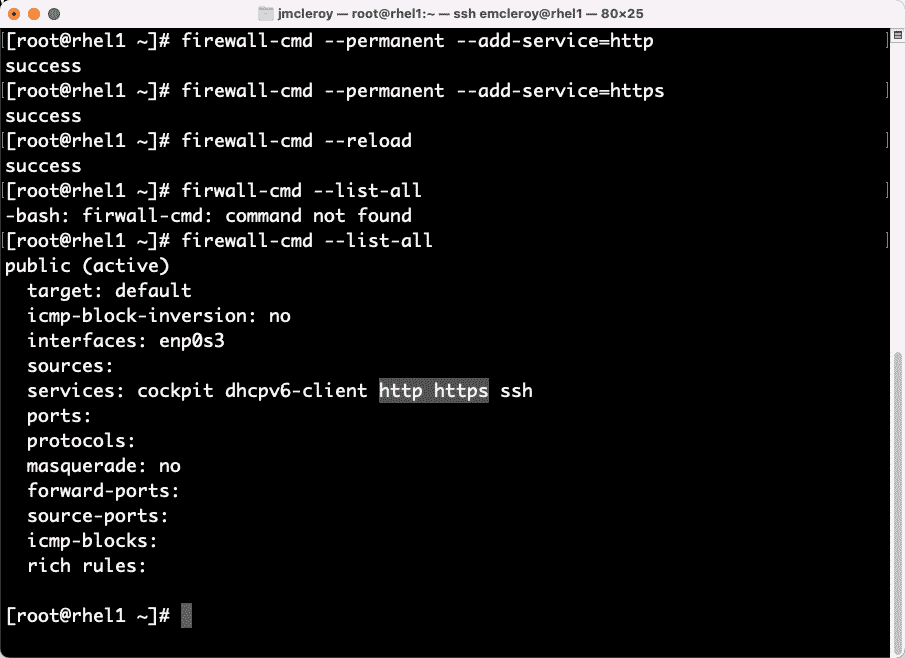 jmcleroy — root@rhel1:~ — ssh emcleroy@rhel1 — 80×25
[root@rhel1 ~]# firewall-cmd --permanent --add-service=http
success
[root@rhel1 ~]# firewall-cmd --permanent --add-service=https
success
[root@rhel1 ~]# firewall-cmd --reload
success
[root@rhel1 ~]# firwall-cmd --list-all
-bash: firwall-cmd: command not found
[root@rhel1 ~]# firewall-cmd --list-all
public (active)
  target: default
  icmp-block-inversion: no
  interfaces: enp0s3
  sources:
  services: cockpit dhcpv6-client http https ssh
  ports:
  protocols:
  masquerade: no
  forward-ports:
  source-ports:
  icmp-blocks:
  rich rules:
[root@rhel1 ~]#